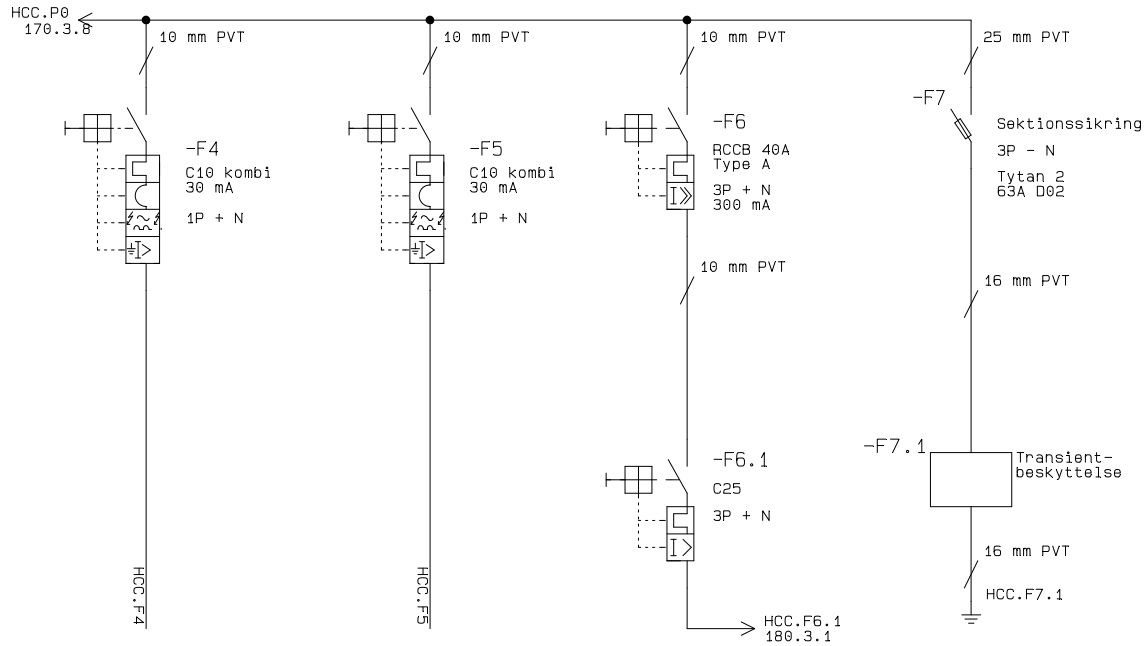 HCC.P0
170.3.8
10 mm PVT
10 mm PVT
10 mm PVT
25 mm PVT
-F4
C10 kombi
30 mA
1P + N
-F5
C10 kombi
30 mA
1P + N
-F6
RCCB 40A
Type A
3P + N
300 mA
-F7
Sektionssikring
3P - N
Tytan 2
63A D02
10 mm PVT
16 mm PVT
-F6.1
C25
3P + N
-F7.1
Transient-
beskyttelse
16 mm PVT
HCC.F7.1
HCC.F4
HCC.F5
HCC.F6.1
180.3.1